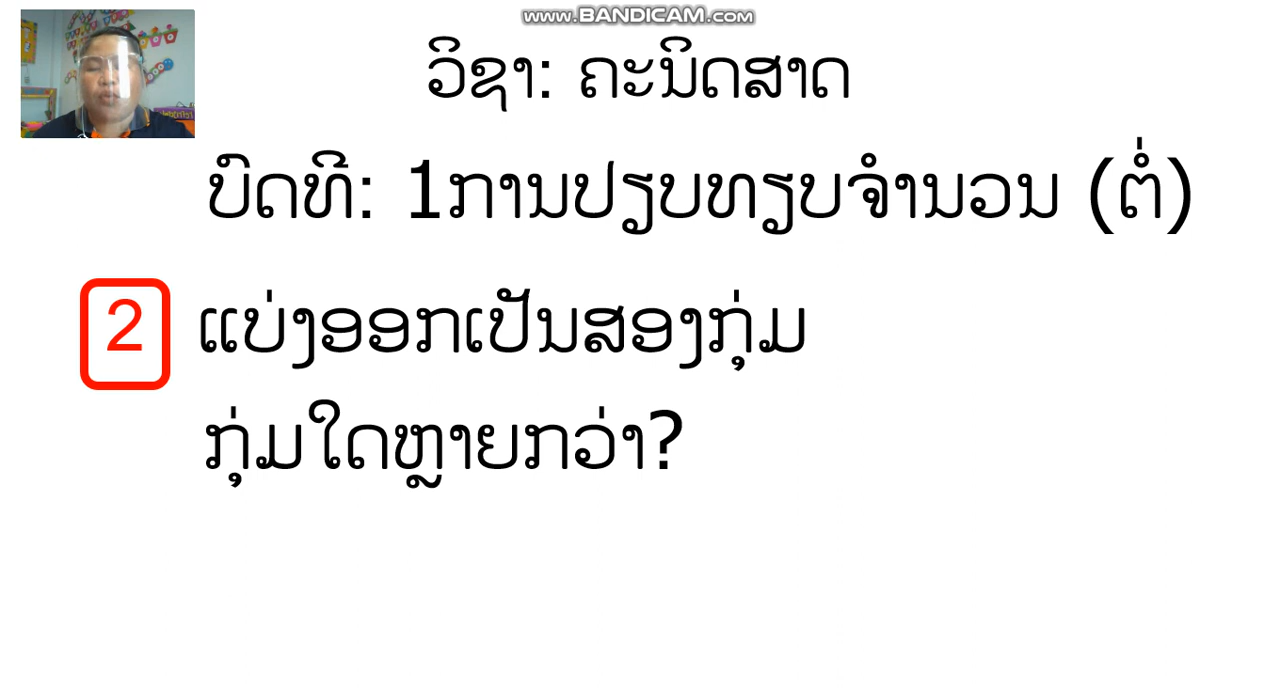 www.BANDICAM.com
ວິຊາ: ຄະນິດສາດ
ບົດທີ: 1ການປຽບທຽບຈຳນວນ (ຕໍ່)
2 ແບ່ງອອກເປັນສອງກຸ່ມ
ກຸ່ມໃດຫຼາຍກວ່າ?